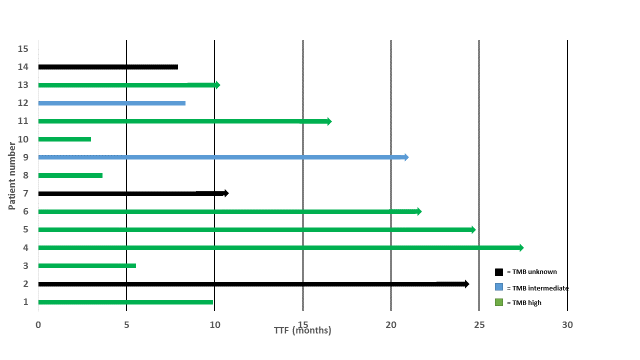 15
14
13
12
11
10
9
8
7
6
5
4
3
2
1
Patient number
= TMB unknown
= TMB intermediate
= TMB high
0 5 10 15 20 25 30
TTF (months)